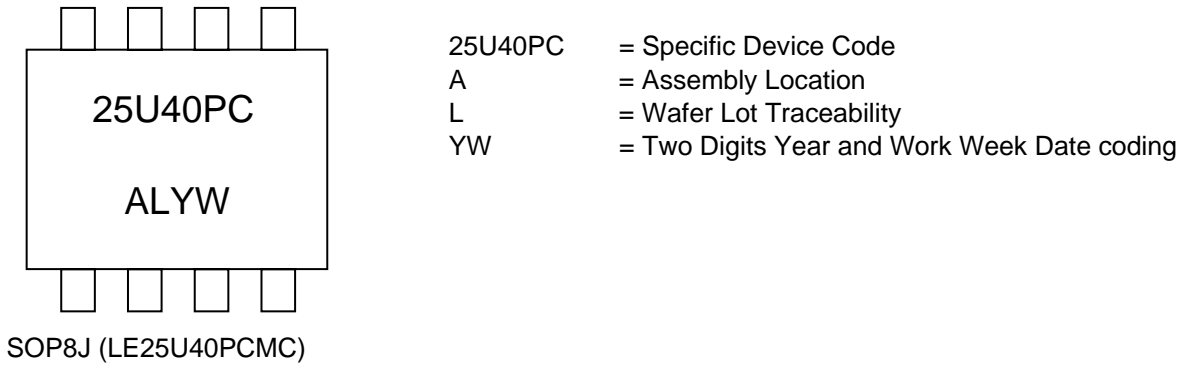 25U40PC
ALYW
SOP8J (LE25U40PCMC)
25U40PC = Specific Device Code
A = Assembly Location
L = Wafer Lot Traceability
YW = Two Digits Year and Work Week Date coding